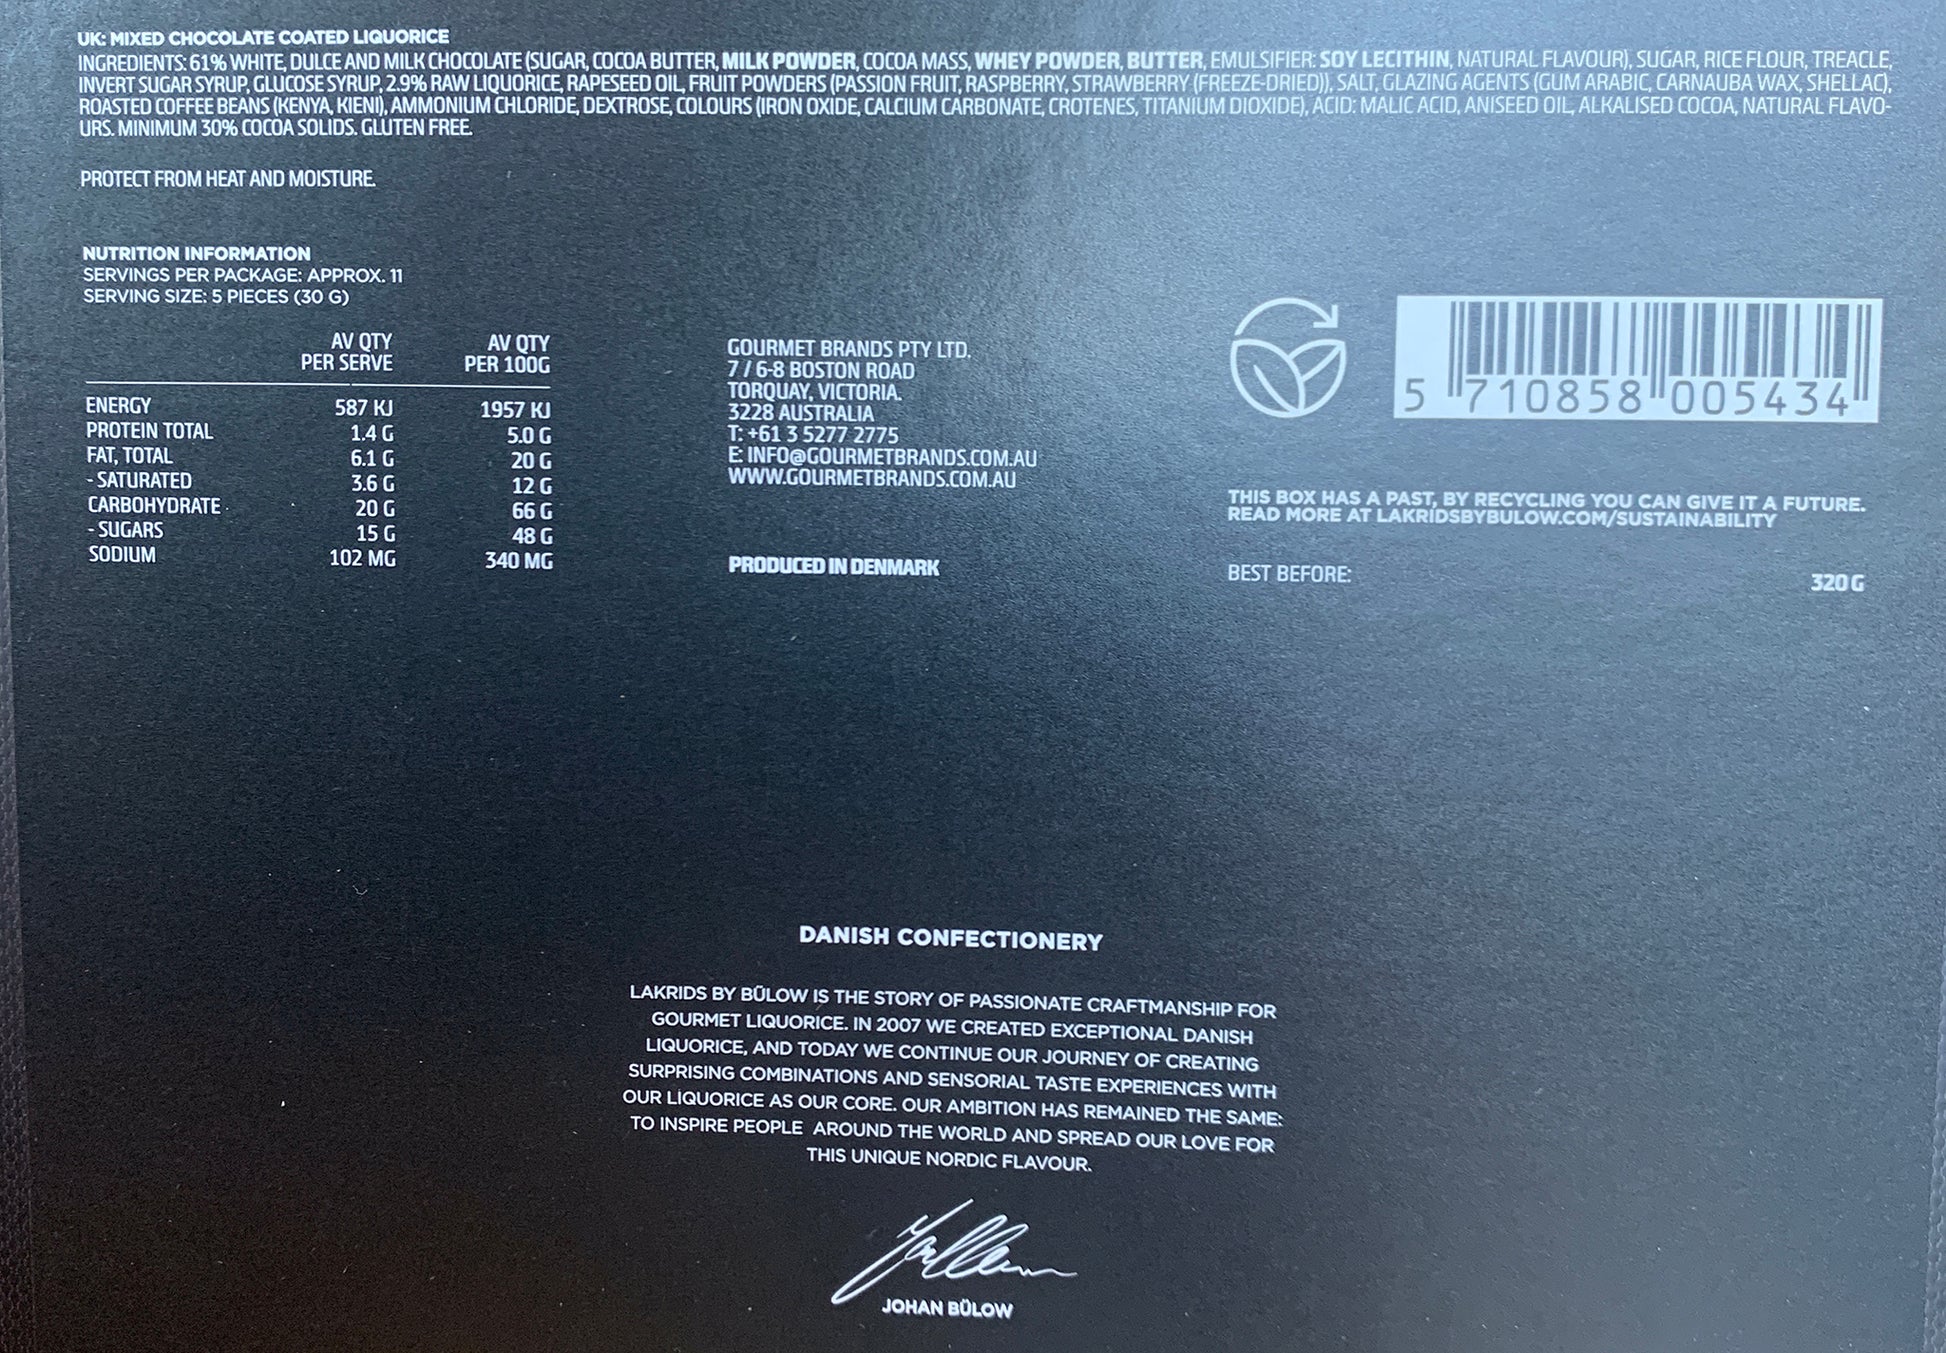 UK: MIXED CHOCOLATE COATED LIQUORICE
INGREDIENTS: 61% WHITE, DULCE AND MILK CHOCOLATE (SUGAR, COCOA BUTTER, MILK POWDER, COCOA MASS, WHEY POWDER, BUTTER, EMULSIFIER: SOY LECITHIN, NATURAL FLAVOUR), SUGAR, RICE FLOUR, TREACLE,
INVERT SUGAR SYRUP, GLUCOSE SYRUP, 2.9% RAW LIQUORICE, RAPESEED OIL, FRUIT POWDERS (PASSION FRUIT, RASPBERRY, STRAWBERRY (FREEZE-DRIED)), SALT, GLAZING AGENTS (GUM ARABIC, CARNAUBA WAX, SHELLAC),
ROASTED COFFEE BEANS (KENYA, KIENI), AMMONIUM CHLORIDE, DEXTROSE, COLOURS (IRON OXIDE, CALCIUM CARBONATE, CROTENES, TITANIUM DIOXIDE), ACID: MALIC ACID, ANISEED OIL, ALKALISED COCOA, NATURAL FLAVO-
URS. MINIMUM 30% COCOA SOLIDS. GLUTEN FREE.
PROTECT FROM HEAT AND MOISTURE.
NUTRITION INFORMATION
SERVINGS PER PACKAGE: APPROX. 11
SERVING SIZE: 5 PIECES (30 G)
AV QTY AV QTY
PER SERVE PER 100G
ENERGY 587 KJ 1957 KJ
PROTEIN TOTAL 1.4 G 5.0 G
FAT, TOTAL 6.1 G 20 G
- SATURATED 3.6 G 12 G
CARBOHYDRATE 20 G 66 G
- SUGARS 15 G 48 G
SODIUM 102 MG 340 MG
GOURMET BRANDS PTY LTD.
7 / 6-8 BOSTON ROAD
TORQUAY, VICTORIA.
3228 AUSTRALIA
T: +61 3 5277 2775
E: INFO@GOURMETBRANDS.COM.AU
WWW.GOURMETBRANDS.COM.AU
PRODUCED IN DENMARK
5 710858 005434
THIS BOX HAS A PAST, BY RECYCLING YOU CAN GIVE IT A FUTURE.
READ MORE AT LAKRIDSBYBULOW.COM/SUSTAINABILITY
BEST BEFORE: 320 G
DANISH CONFECTIONERY
LAKRIDS BY BÜLOW IS THE STORY OF PASSIONATE CRAFTMANSHIP FOR
GOURMET LIQUORICE. IN 2007 WE CREATED EXCEPTIONAL DANISH
LIQUORICE, AND TODAY WE CONTINUE OUR JOURNEY OF CREATING
SURPRISING COMBINATIONS AND SENSORIAL TASTE EXPERIENCES WITH
OUR LIQUORICE AS OUR CORE. OUR AMBITION HAS REMAINED THE SAME:
TO INSPIRE PEOPLE AROUND THE WORLD AND SPREAD OUR LOVE FOR
THIS UNIQUE NORDIC FLAVOUR.
JOHAN BÜLOW